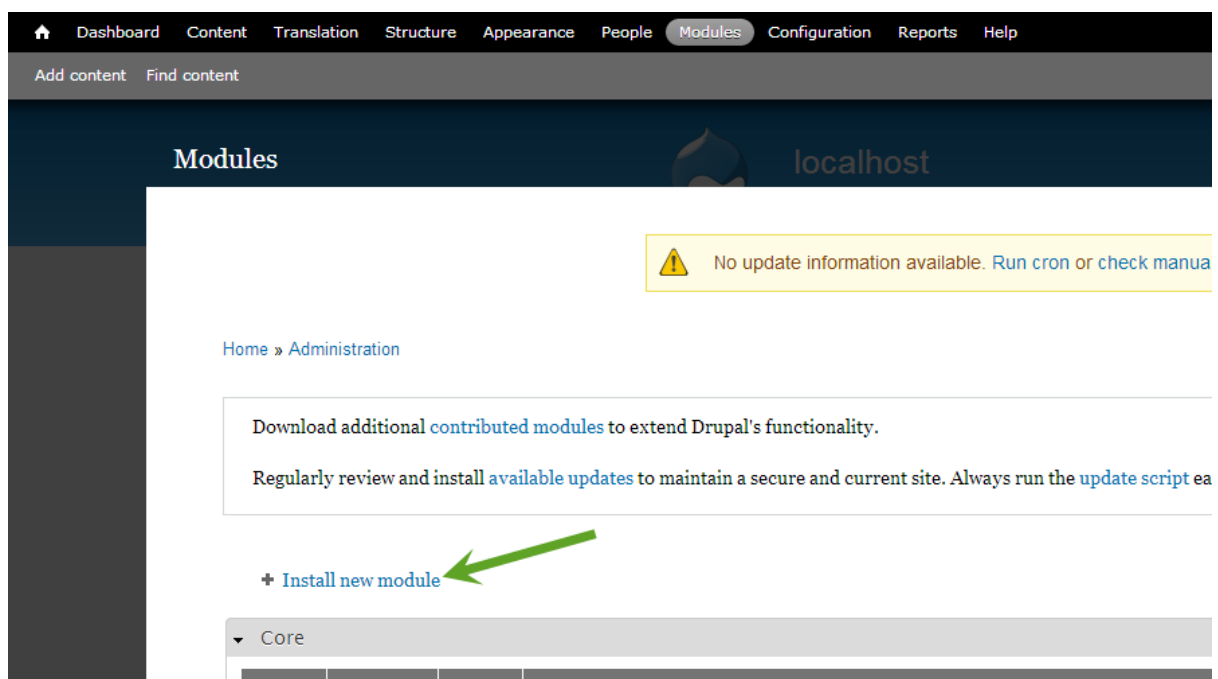 Dashboard Content Translation Structure Appearance People Modules Configuration Reports Help
Add content Find content
Modules
localhost
No update information available. Run cron or check manua
Home » Administration
Download additional contributed modules to extend Drupal's functionality.
Regularly review and install available updates to maintain a secure and current site. Always run the update script ea
Install new module
Core